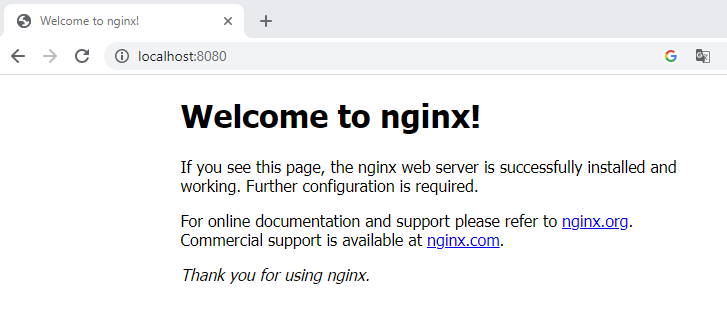 Welcome to nginx!
localhost:8080
Welcome to nginx!
If you see this page, the nginx web server is successfully installed and
working. Further configuration is required.
For online documentation and support please refer to nginx.org.
Commercial support is available at nginx.com.
Thank you for using nginx.